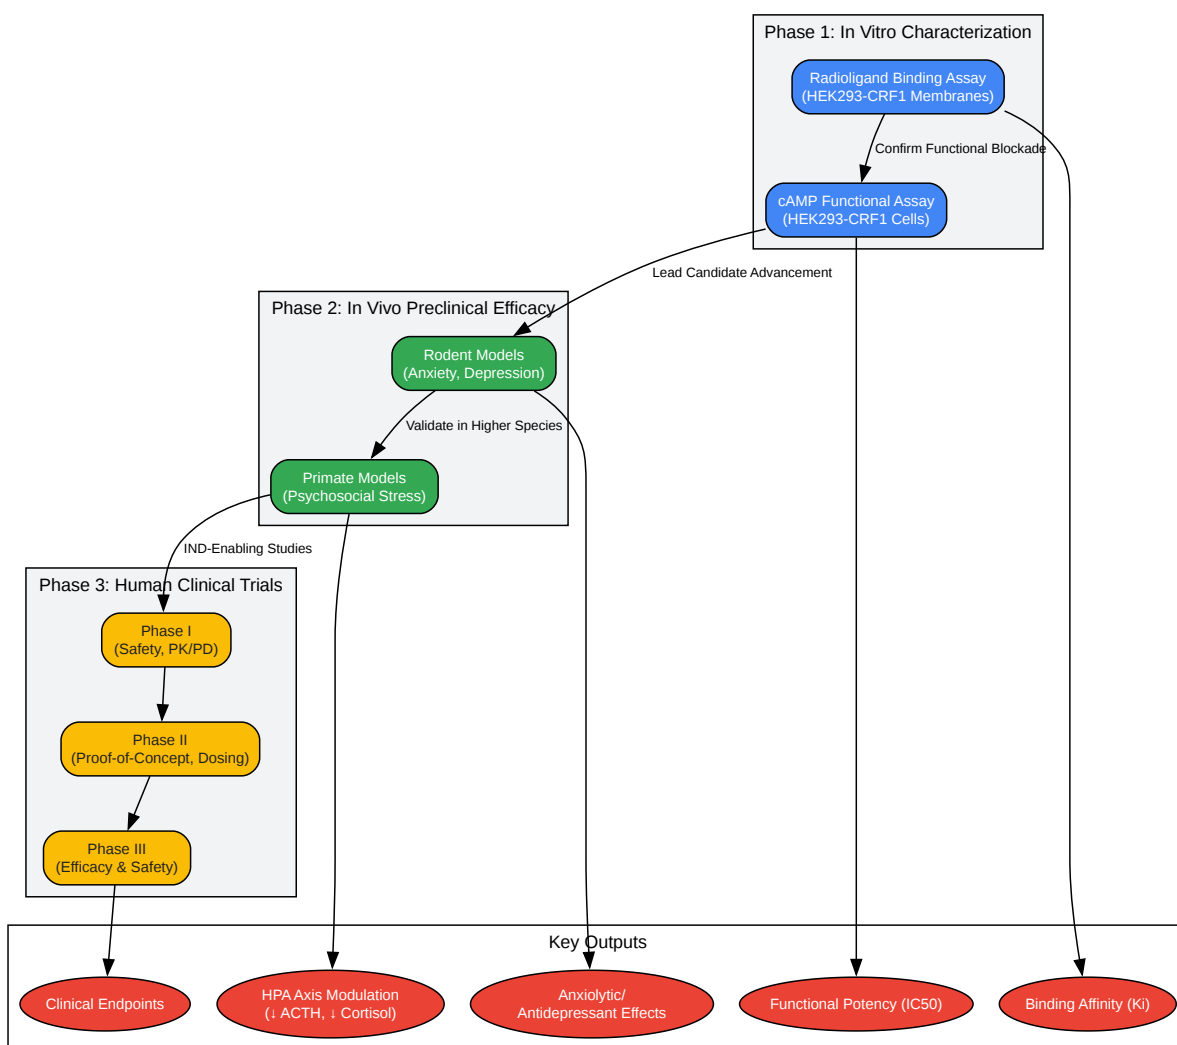 Phase 1: In Vitro Characterization
Radioligand Binding Assay
(HEK293-CRF1 Membranes)
Confirm Functional Blockade
cAMP Functional Assay
(HEK293-CRF1 Cells)
Lead Candidate Advancement
Phase 2: In Vivo Preclinical Efficacy
Rodent Models
(Anxiety, Depression)
Validate in Higher Species
Primate Models
(Psychosocial Stress)
IND-Enabling Studies
Phase 3: Human Clinical Trials
Phase I
(Safety, PK/PD)
Phase II
(Proof-of-Concept, Dosing)
Phase III
(Efficacy & Safety)
Key Outputs
Clinical Endpoints
HPA Axis Modulation
(↓ ACTH, ↓ Cortisol)
Anxiolytic/
Antidepressant Effects
Functional Potency (IC50)
Binding Affinity (Ki)